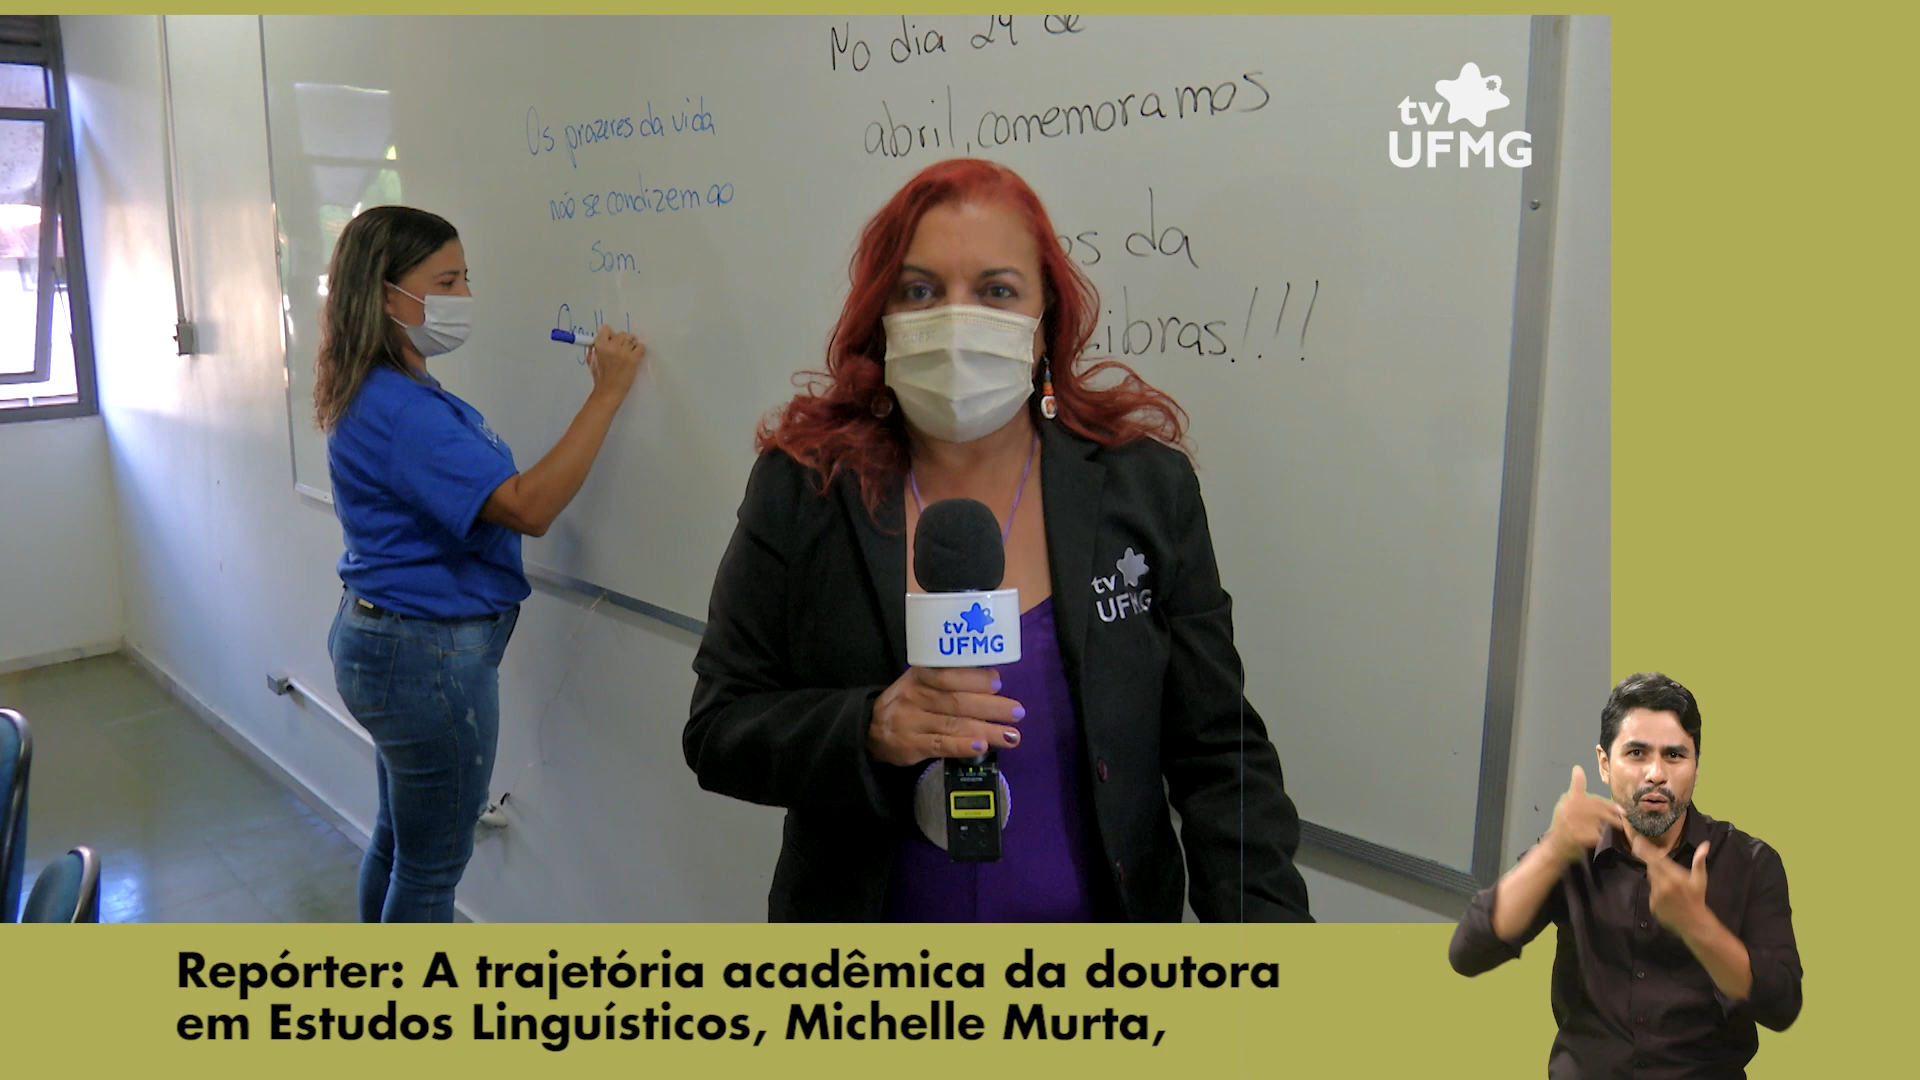 No dia 24 de
abril, comemoramos
os da
Libras!!!
Os prazeres da vida
não se condizem ao
Som.
tv
UFMG
tv
UFMG
tv
UFMG
Repórter: A trajetória acadêmica da doutora
em Estudos Linguísticos, Michelle Murta,